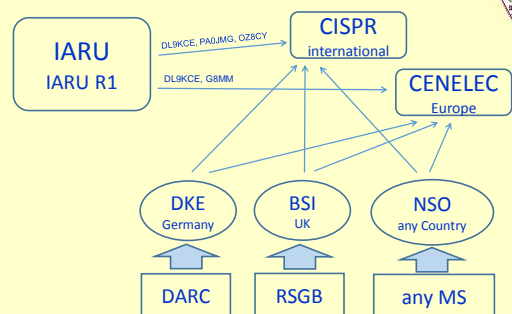 IARU
IARU R1
DL9KCE, PA0JMG, OZ8CY
CISPR
international
DL9KCE, G8MM
CENELEC
Europe
DKE
Germany
BSI
UK
NSO
any Country
DARC
RSGB
any MS